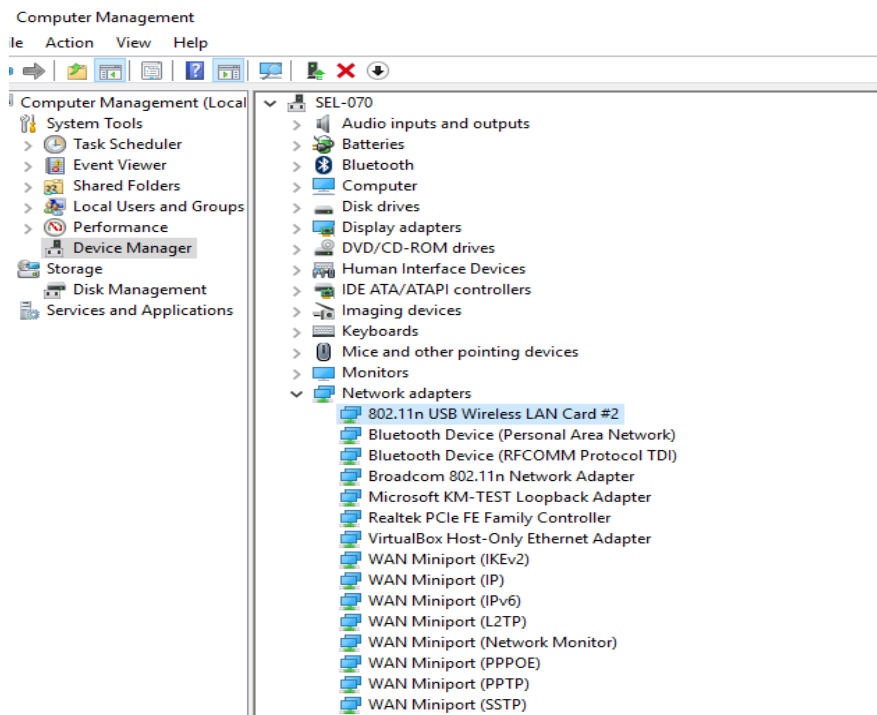 Computer Management
ile Action View Help
Computer Management (Local
System Tools
Task Scheduler
Event Viewer
Shared Folders
Local Users and Groups
Performance
Device Manager
Storage
Disk Management
Services and Applications
SEL-070
Audio inputs and outputs
Batteries
Bluetooth
Computer
Disk drives
Display adapters
DVD/CD-ROM drives
Human Interface Devices
IDE ATA/ATAPI controllers
Imaging devices
Keyboards
Mice and other pointing devices
Monitors
Network adapters
802.11n USB Wireless LAN Card #2
Bluetooth Device (Personal Area Network)
Bluetooth Device (RFCOMM Protocol TDI)
Broadcom 802.11n Network Adapter
Microsoft KM-TEST Loopback Adapter
Realtek PCIe FE Family Controller
VirtualBox Host-Only Ethernet Adapter
WAN Miniport (IKEv2)
WAN Miniport (IP)
WAN Miniport (IPv6)
WAN Miniport (L2TP)
WAN Miniport (Network Monitor)
WAN Miniport (PPPOE)
WAN Miniport (PPTP)
WAN Miniport (SSTP)